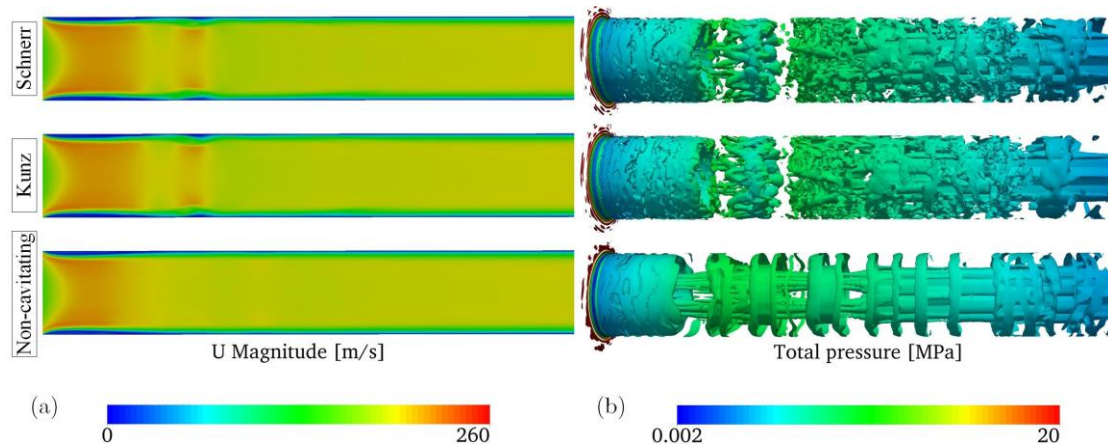 Schnerr
Kunz
Non-cavitating
U Magnitude [m/s]
Total pressure [MPa]
(a)
0
260
(b)
0.002
20